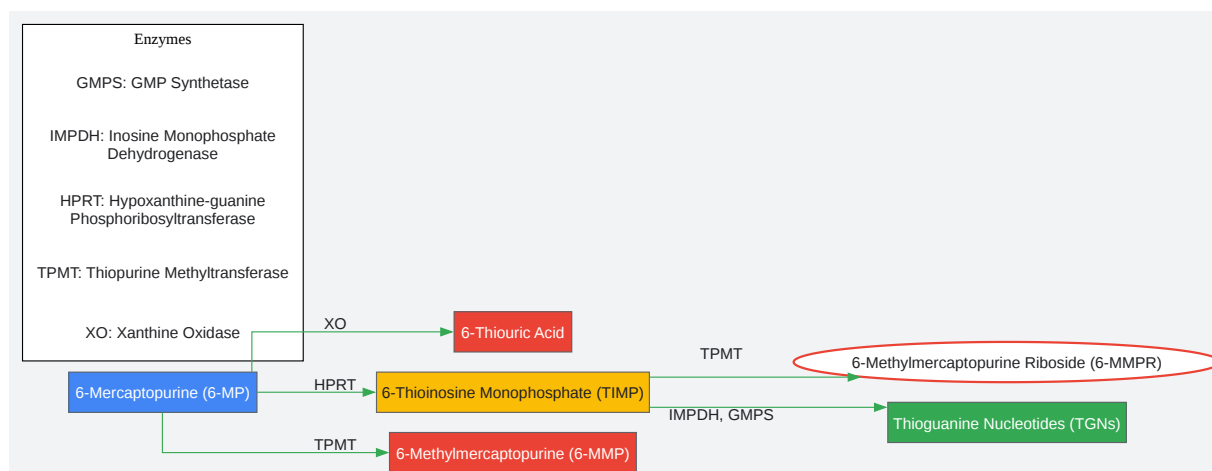 Enzymes
GMPS: GMP Synthetase
IMPDH: Inosine Monophosphate
Dehydrogenase
HPRT: Hypoxanthine-guanine
Phosphoribosyltransferase
TPMT: Thiopurine Methyltransferase
XO: Xanthine Oxidase
XO
6-Thiouric Acid
TPMT
6-Methylmercaptopurine Riboside (6-MMPR)
6-Mercaptopurine (6-MP)
HPRT
6-Thioinosine Monophosphate (TIMP)
IMPDH, GMPS
Thioguanine Nucleotides (TGNs)
TPMT
6-Methylmercaptopurine (6-MMP)